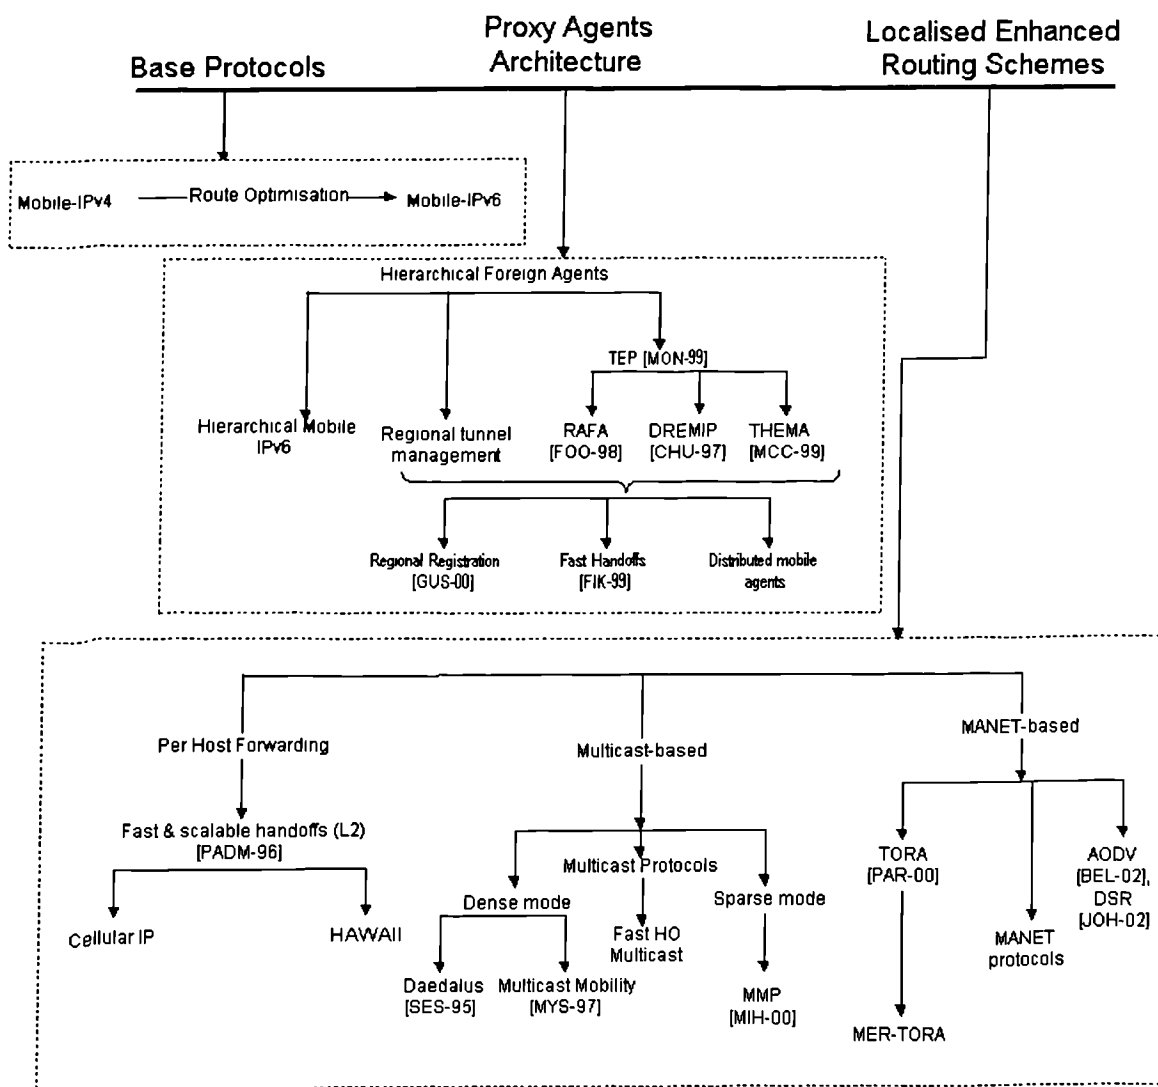 Proxy Agents
Architecture
Localised Enhanced
Routing Schemes
Base Protocols
Mobile-IPv4
Route Optimisation
Mobile-IPv6
Hierarchical Foreign Agents
TEP [MON-99]
Hierarchical Mobile
IPv6
Regional tunnel
management
RAFA
[FOO-98]
DREMIP
[CHU-97]
THEMA
[MCC-99]
Regional Registration
[GUS-00]
Fast Handoffs
[FIK-99]
Distributed mobile
agents
Per Host Forwarding
Multicast-based
MANET-based
Fast & scalable handoffs (L2)
[PADM-96]
Cellular IP
HAWAII
Multicast Protocols
Dense mode
Sparse mode
Fast HO
Multicast
Daedalus
[SES-95]
Multicast Mobility
[MYS-97]
MMP
[MIH-00]
TORA
[PAR-00]
AODV
[BEL-02],
DSR
[JOH-02]
MANET
protocols
MER-TORA